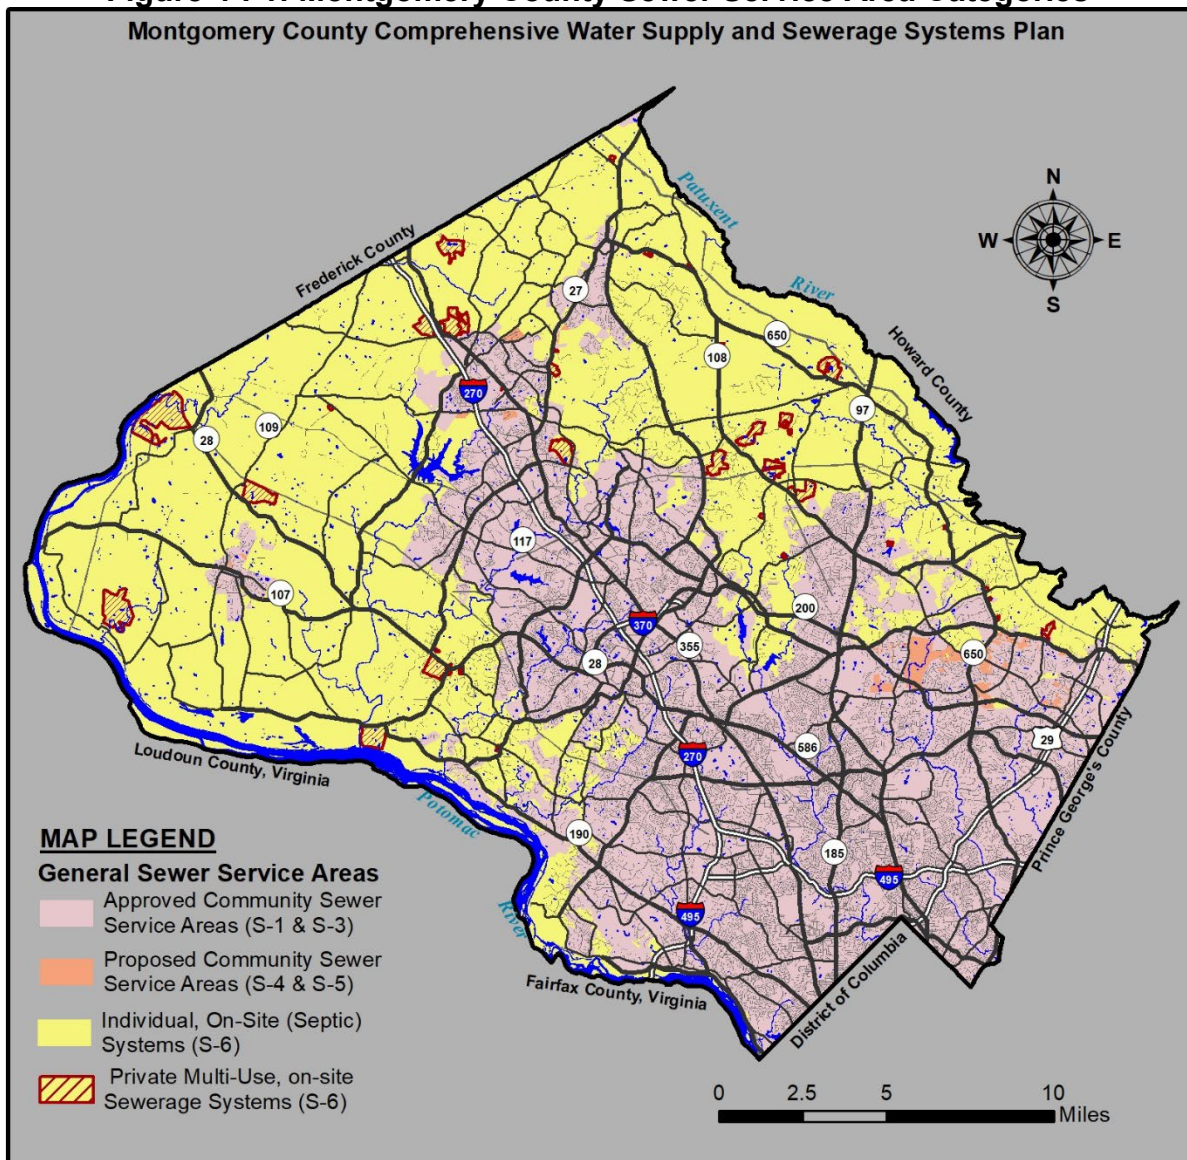 Montgomery County Comprehensive Water Supply and Sewerage Systems Plan
N
W
E
S
Patuxent
River
Frederick County
Howard County
27
650
108
270
97
28
109
117
107
200
370
355
28
650
29
586
270
Loudoun County, Virginia
Potomac
River
190
185
495
495
Prince George's County
Fairfax County, Virginia
District of Columbia
MAP LEGEND
General Sewer Service Areas
Approved Community Sewer
Service Areas (S-1 & S-3)
Proposed Community Sewer
Service Areas (S-4 & S-5)
Individual, On-Site (Septic)
Systems (S-6)
Private Multi-Use, on-site
Sewerage Systems (S-6)
0 2.5 5 10
Miles